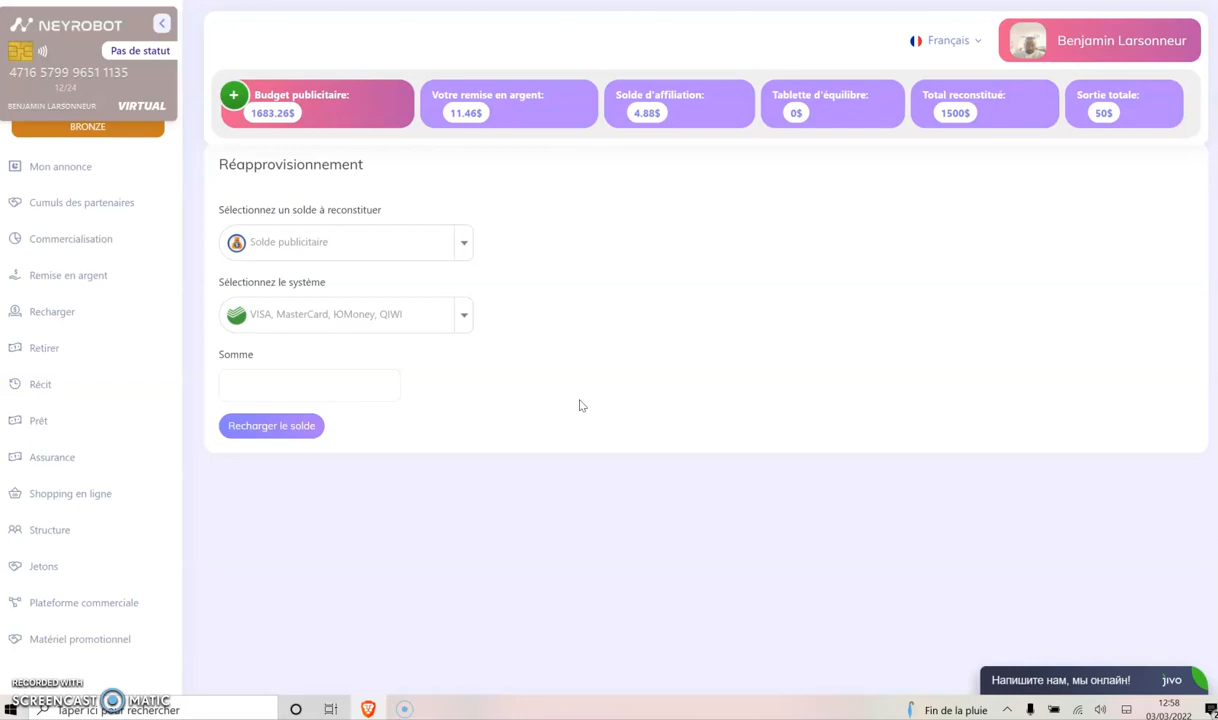 NEYROBOT
Pas de statut
4716 5799 9651 1135
12/24
BENJAMIN LARSONNEUR VIRTUAL
BRONZE
Mon annonce
Cumuls des partenaires
Commercialisation
Remise en argent
Recharger
Retirer
Récit
Prêt
Assurance
Shopping en ligne
Structure
Jetons
Plateforme commerciale
Matériel promotionnel
Français
Benjamin Larsonneur
Budget publicitaire:
1683.26$
Votre remise en argent:
11.46$
Solde d'affiliation:
4.88$
Tablette d'équilibre:
0$
Total reconstitué:
1500$
Sortie totale:
50$
Réapprovisionnement
Sélectionnez un solde à reconstituer
Solde publicitaire
Sélectionnez le système
VISA, MasterCard, ЮMoney, QIWI
Somme
Recharger le solde
Напишите нам, мы онлайн! jivo
RECORDED WITH
SCREENCAST MATIC
Taper ici pour rechercher
Fin de la pluie
12:58
03/03/2022